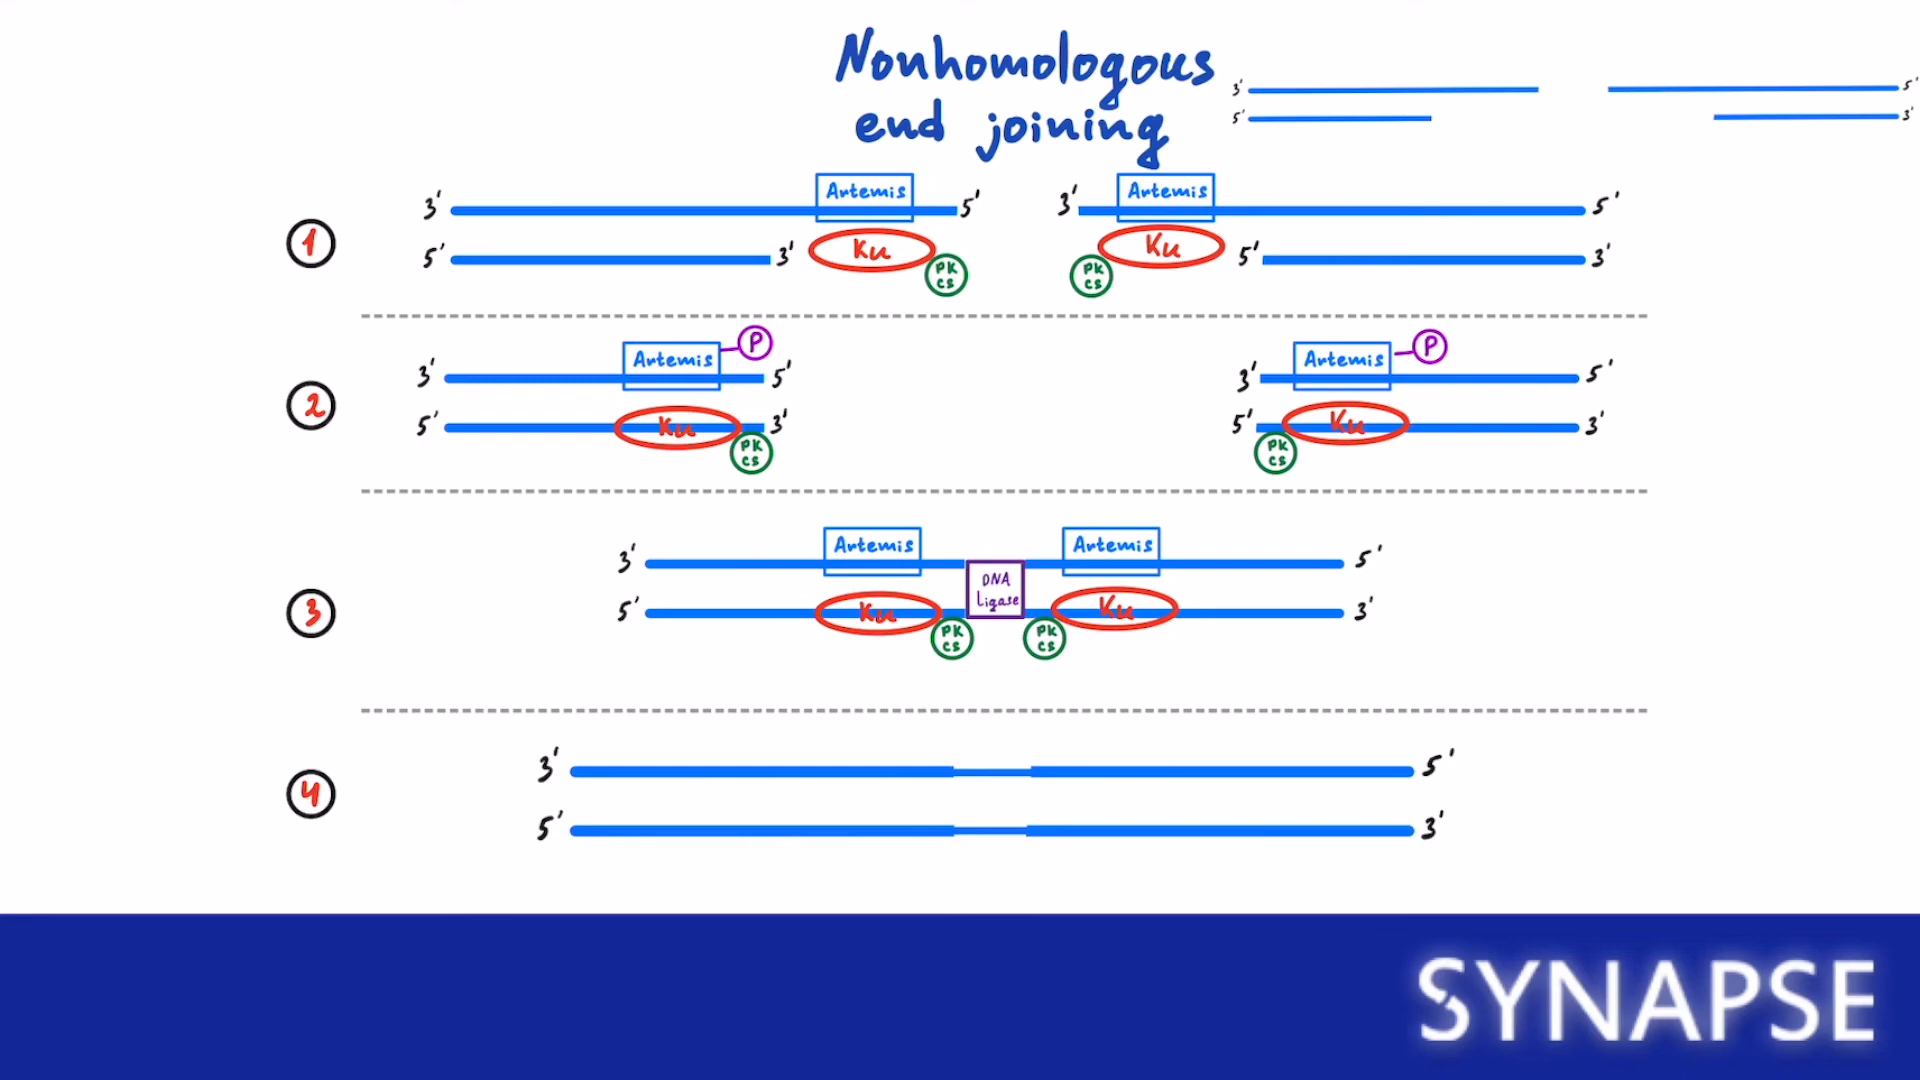 Nonhomologous
end joining
3' 5'
5' 3'
Artemis Artemis
3' 5' 3' 5'
1
5' 3' Ku Ku 5' 3'
PK CS PK CS
Artemis P Artemis P
3' 5' 3' 5'
2
5' Ku 3' 5' Ku 3'
PK CS PK CS
Artemis Artemis
3' 5'
DNA
Ligase
3
5' Ku Ku 3'
PK CS PK CS
3' 5'
4
5' 3'
SYNAPSE